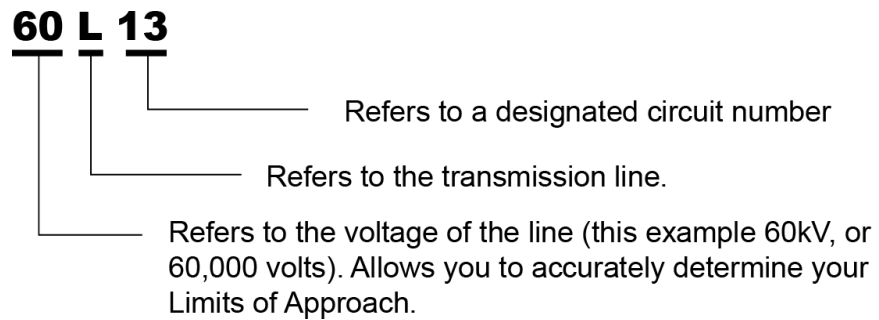 60 L 13
Refers to a designated circuit number
Refers to the transmission line.
Refers to the voltage of the line (this example 60kV, or
60,000 volts). Allows you to accurately determine your
Limits of Approach.